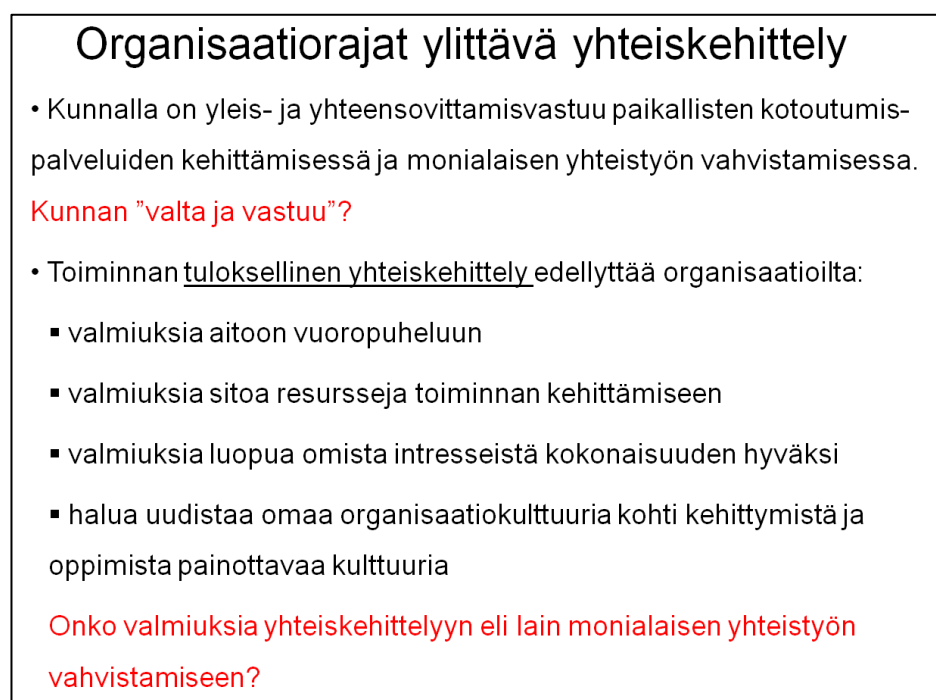 Organisaatiorajat ylittävä yhteiskehittely
• Kunnalla on yleis- ja yhteensovittamisvastuu paikallisten kotoutumis-
palveluiden kehittämisessä ja monialaisen yhteistyön vahvistamisessa.
Kunnan ”valta ja vastuu”?
• Toiminnan tuloksellinen yhteiskehittely edellyttää organisaatioilta:
▪ valmiuksia aitoon vuoropuheluun
▪ valmiuksia sitoa resursseja toiminnan kehittämiseen
▪ valmiuksia luopua omista intresseistä kokonaisuuden hyväksi
▪ halua uudistaa omaa organisaatiokulttuuria kohti kehittymistä ja
oppimista painottavaa kulttuuria
Onko valmiuksia yhteiskehittelyyn eli lain monialaisen yhteistyön
vahvistamiseen?